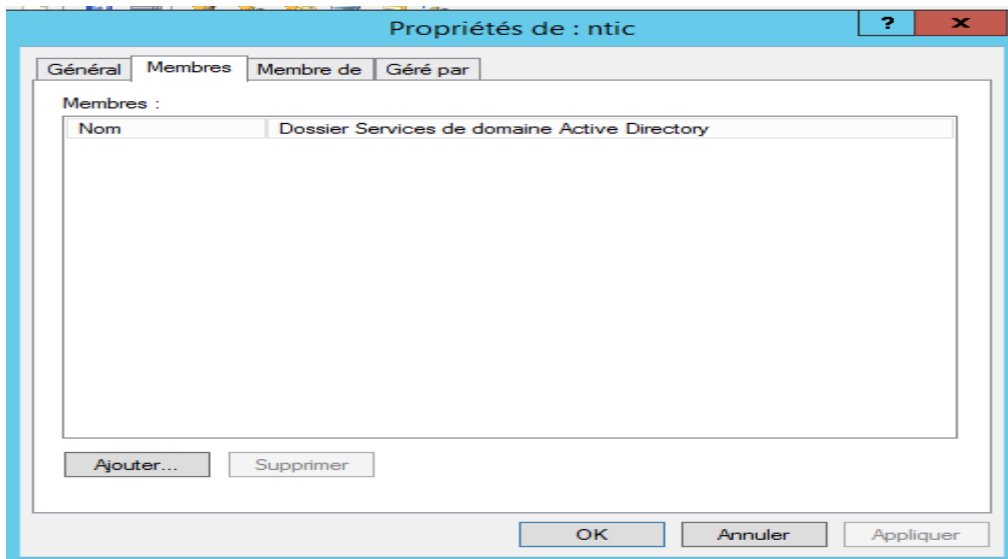 Propriétés de : ntic
? x
Général Membres Membre de Géré par
Membres :
Nom Dossier Services de domaine Active Directory
Ajouter... Supprimer
OK Annuler Appliquer